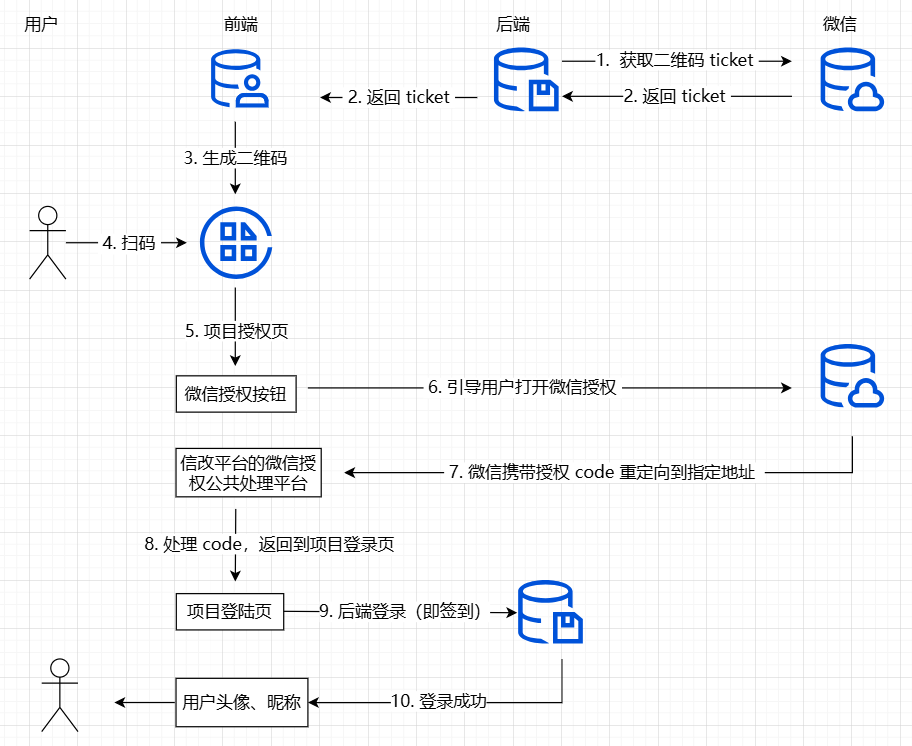 用户
前端
后端
微信
1. 获取二维码 ticket
2. 返回 ticket
2. 返回 ticket
3. 生成二维码
4. 扫码
5. 项目授权页
微信授权按钮
6. 引导用户打开微信授权
信改平台的微信授
权公共处理平台
7. 微信携带授权 code 重定向到指定地址
8. 处理 code，返回到项目登录页
项目登陆页
9. 后端登录（即签到）
用户头像、昵称
10. 登录成功